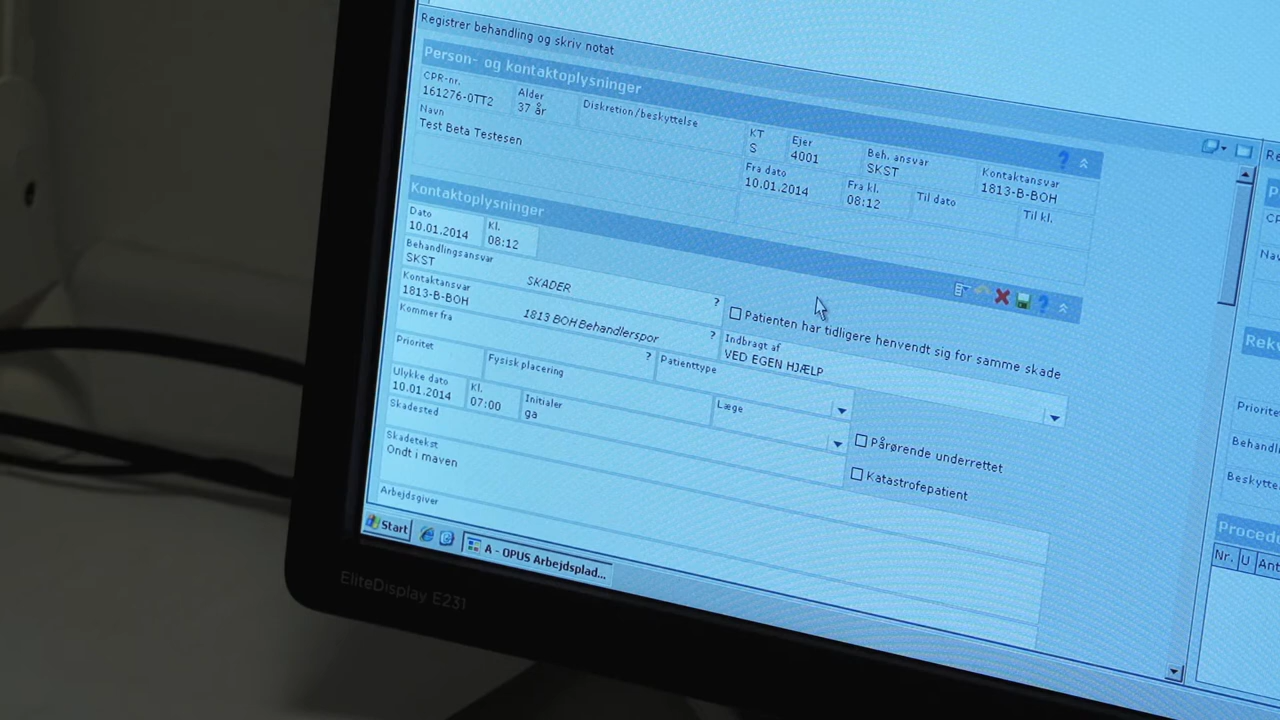 Registrer behandling og skriv notat
Person- og kontaktoplysninger
CPR-nr. Alder Diskretion/beskyttelse KT Ejer Beh. ansvar Kontaktansvar
161276-0TT2 37 år S 4001 SKST 1813-B-BOH
Navn Fra dato Fra kl. Til dato Til kl.
Test Beta Testesen 10.01.2014 08:12
Kontaktoplysninger
Dato Kl.
10.01.2014 08:12
Behandlingsansvar
SKST SKADER ?
Patienten har tidligere henvendt sig for samme skade
Kontaktansvar
1813-B-BOH 1813 BOH Behandlerspor ?
Indbragt af
VED EGEN HJÆLP
Kommer fra ?
Patienttype
Prioritet Fysisk placering Læge
Ulykke dato Kl. Initialer
10.01.2014 07:00 ga
Pårørende underrettet
Skadested
Katastrofepatient
Skadetekst
Ondt i maven
Arbejdsgiver
Start
A - OPUS Arbejdsplad...
EliteDisplay E231
CP
Nav
Rekv
Priorite
Behandl
Beskytte
Procedu
Nr. U Ant